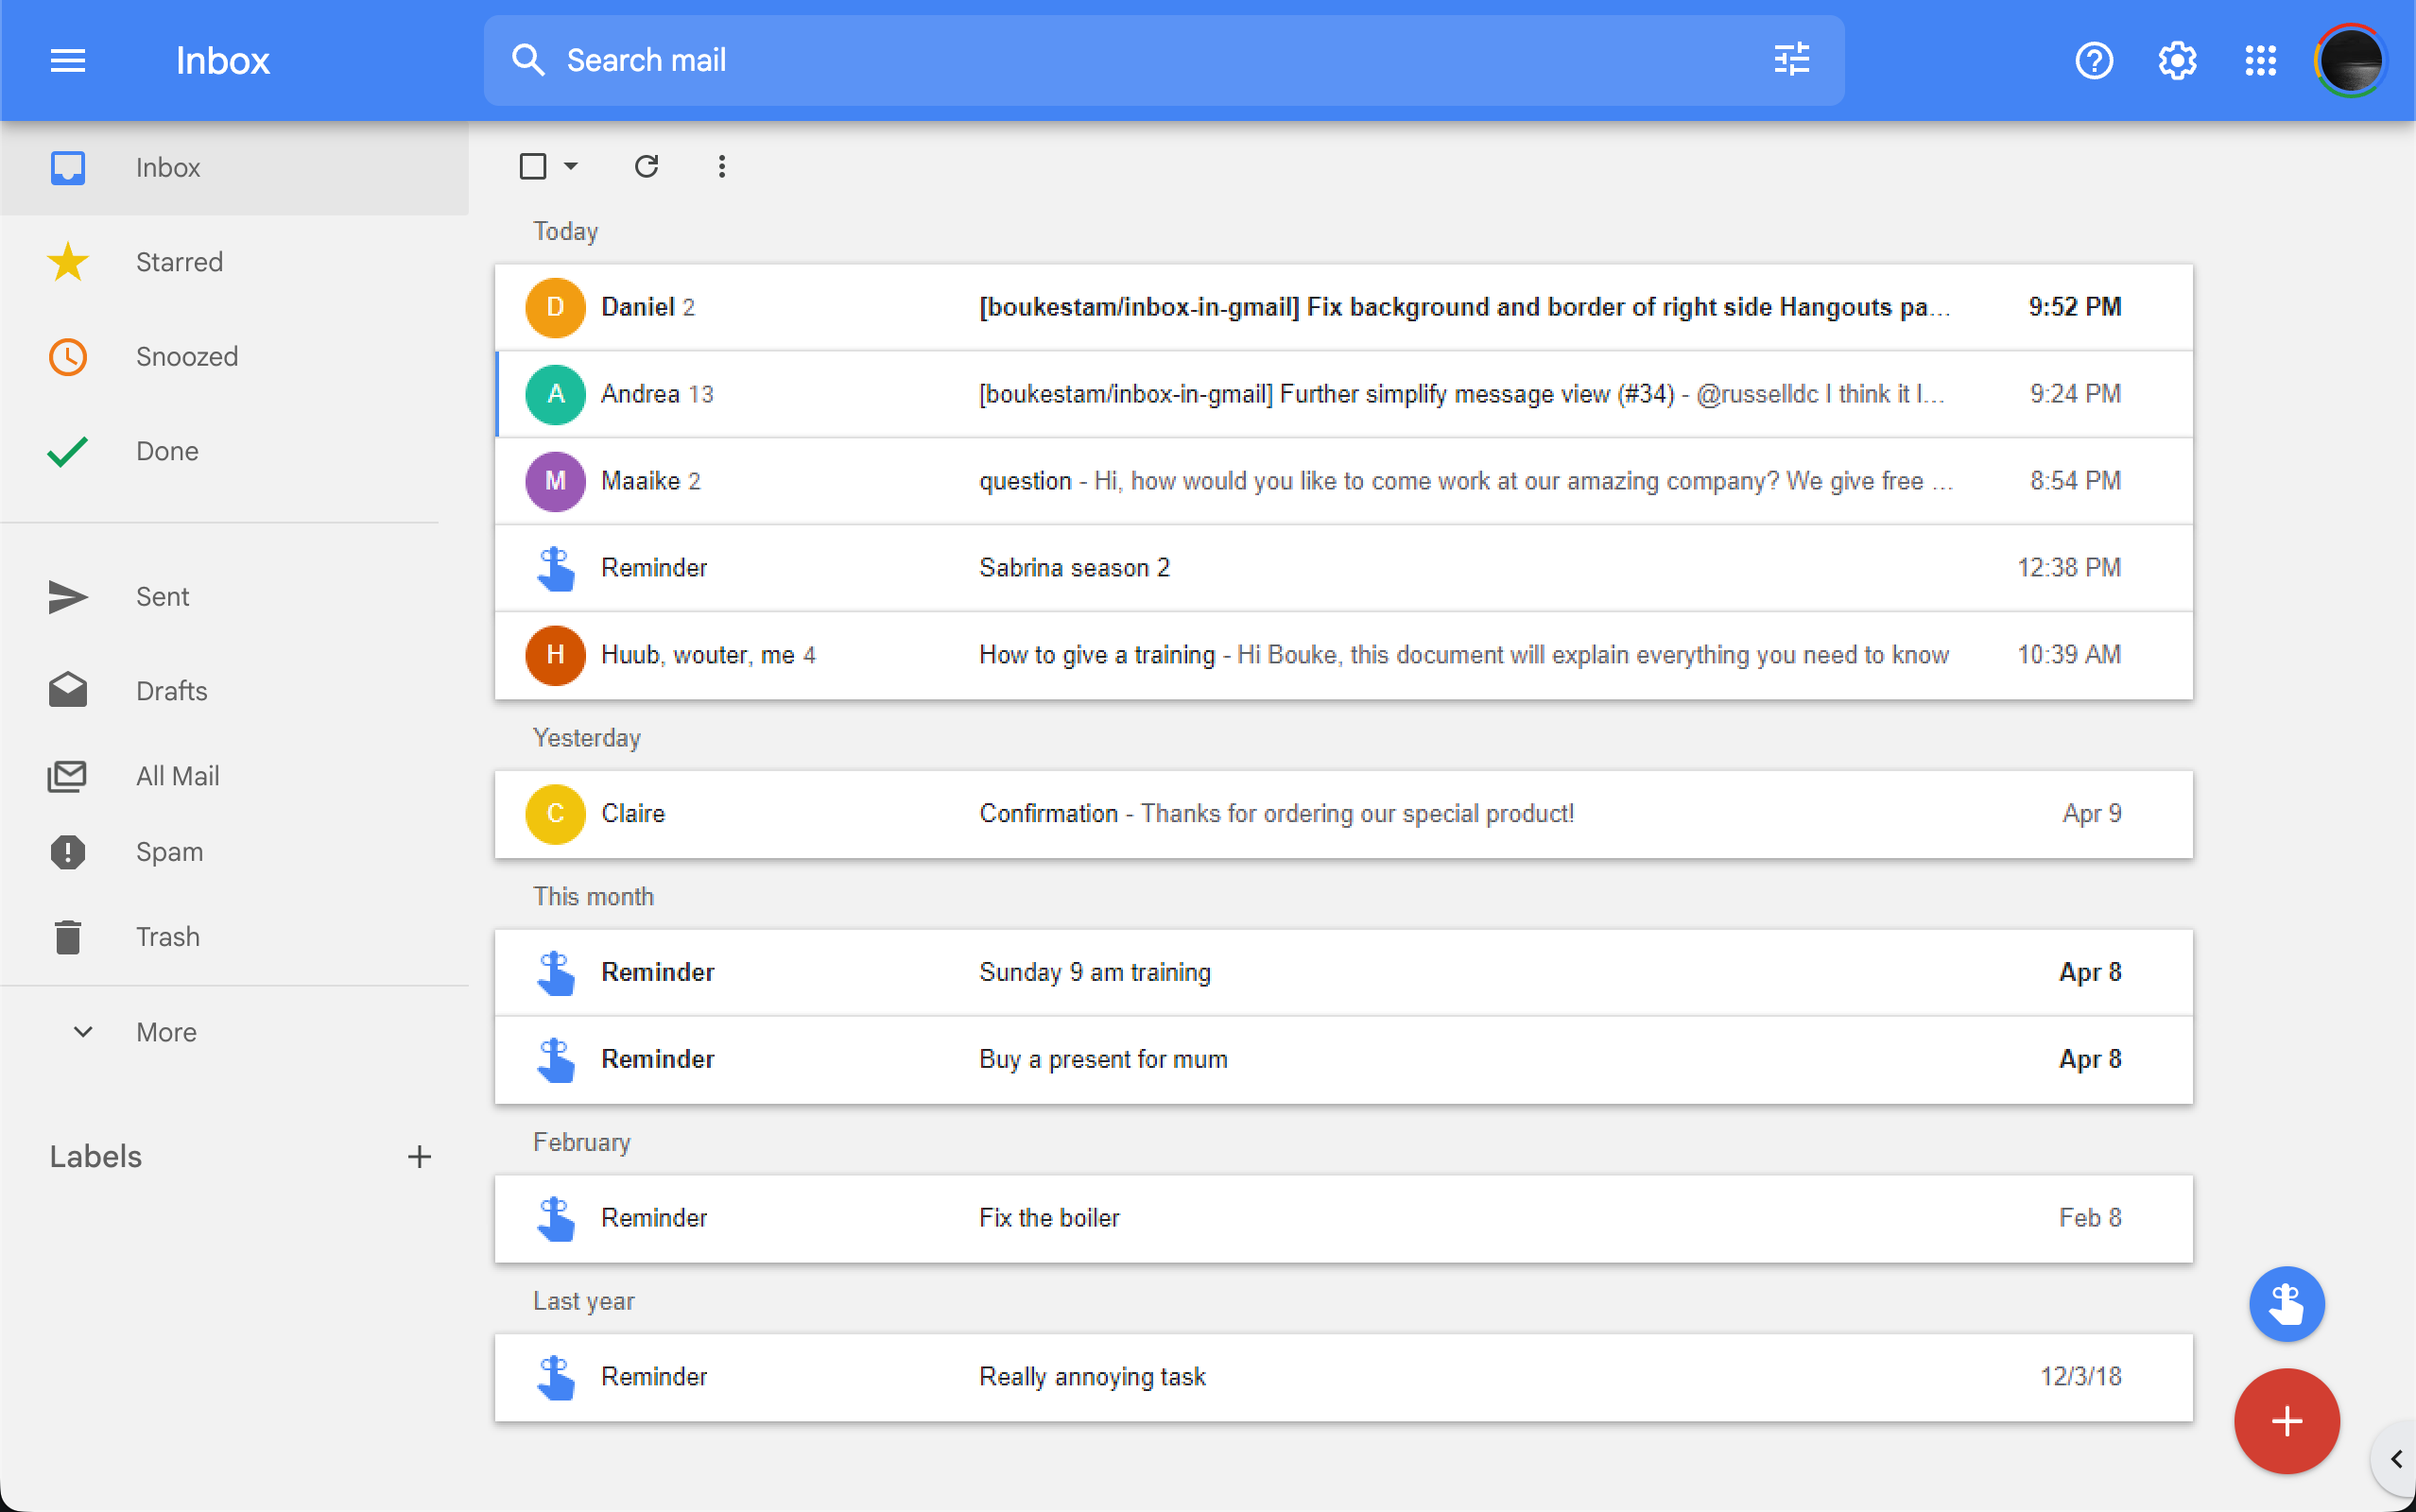 Inbox
Search mail
Inbox
Starred
Snoozed
Done
Sent
Drafts
All Mail
Spam
Trash
More
Labels
Today
D Daniel 2 [boukestam/inbox-in-gmail] Fix background and border of right side Hangouts pa... 9:52 PM
A Andrea 13 [boukestam/inbox-in-gmail] Further simplify message view (#34) - @russelldc I think it l... 9:24 PM
M Maaike 2 question - Hi, how would you like to come work at our amazing company? We give free ... 8:54 PM
Reminder Sabrina season 2 12:38 PM
H Huub, wouter, me 4 How to give a training - Hi Bouke, this document will explain everything you need to know 10:39 AM
Yesterday
C Claire Confirmation - Thanks for ordering our special product! Apr 9
This month
Reminder Sunday 9 am training Apr 8
Reminder Buy a present for mum Apr 8
February
Reminder Fix the boiler Feb 8
Last year
Reminder Really annoying task 12/3/18